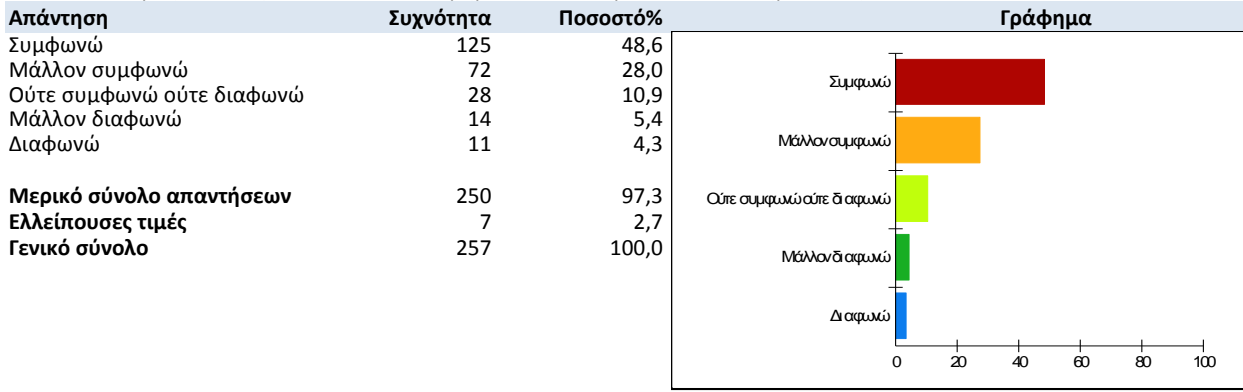 Απάντηση Συχνότητα Ποσοστό% Γράφημα
Συμφωνώ 125 48,6
Μάλλον συμφωνώ 72 28,0
Ούτε συμφωνώ ούτε διαφωνώ 28 10,9
Μάλλον διαφωνώ 14 5,4
Διαφωνώ 11 4,3
Μερικό σύνολο απαντήσεων 250 97,3
Ελλείπουσες τιμές 7 2,7
Γενικό σύνολο 257 100,0
Συμφωνώ
Μάλλον συμφωνώ
Ούτε συμφωνώ ούτε διαφωνώ
Μάλλον διαφωνώ
Διαφωνώ
0 20 40 60 80 100